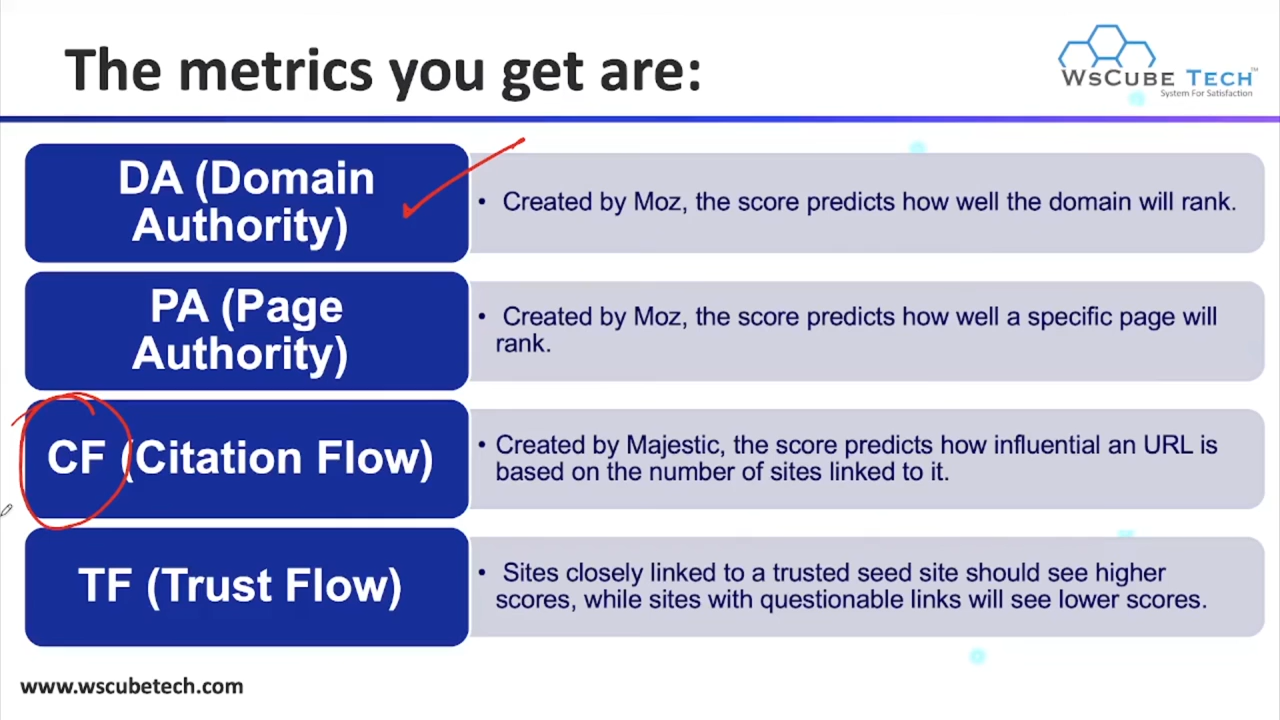 The metrics you get are:
WsCube Tech™
System For Satisfaction
DA (Domain
Authority)
• Created by Moz, the score predicts how well the domain will rank.
PA (Page
Authority)
• Created by Moz, the score predicts how well a specific page will
rank.
CF (Citation Flow)
• Created by Majestic, the score predicts how influential an URL is
based on the number of sites linked to it.
TF (Trust Flow)
• Sites closely linked to a trusted seed site should see higher
scores, while sites with questionable links will see lower scores.
www.wscubetech.com